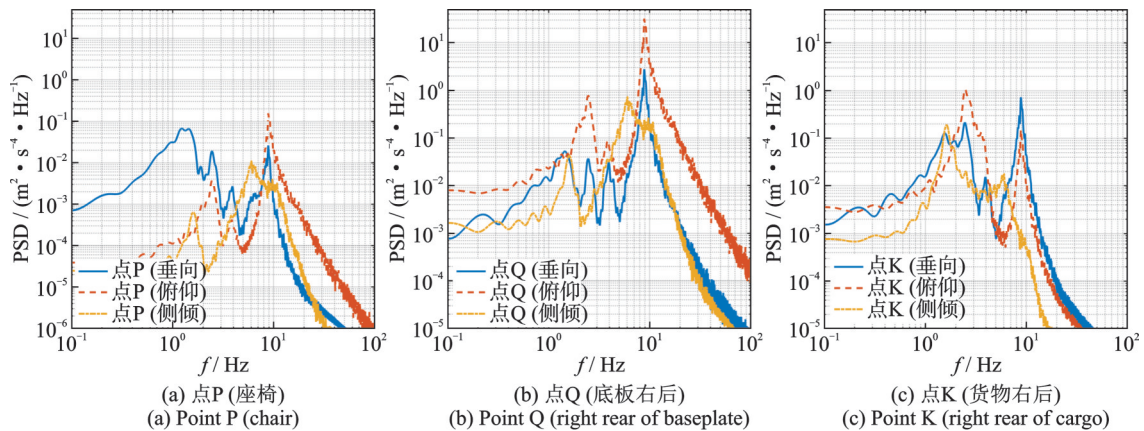 PSD / (m² • s⁻⁴ • Hz⁻¹)
10¹
10⁰
10⁻¹
10⁻²
10⁻³
10⁻⁴
10⁻⁵
10⁻⁶
点P (垂向)
点P (俯仰)
点P (侧倾)
10⁻¹ 10⁰ 10¹ 10²
f / Hz
(a) 点P (座椅)
(a) Point P (chair)
PSD / (m² • s⁻⁴ • Hz⁻¹)
10¹
10⁰
10⁻¹
10⁻²
10⁻³
10⁻⁴
10⁻⁵
点Q (垂向)
点Q (俯仰)
点Q (侧倾)
10⁻¹ 10⁰ 10¹ 10²
f / Hz
(b) 点Q (底板右后)
(b) Point Q (right rear of baseplate)
PSD / (m² • s⁻⁴ • Hz⁻¹)
10¹
10⁰
10⁻¹
10⁻²
10⁻³
10⁻⁴
10⁻⁵
点K (垂向)
点K (俯仰)
点K (侧倾)
10⁻¹ 10⁰ 10¹ 10²
f / Hz
(c) 点K (货物右后)
(c) Point K (right rear of cargo)